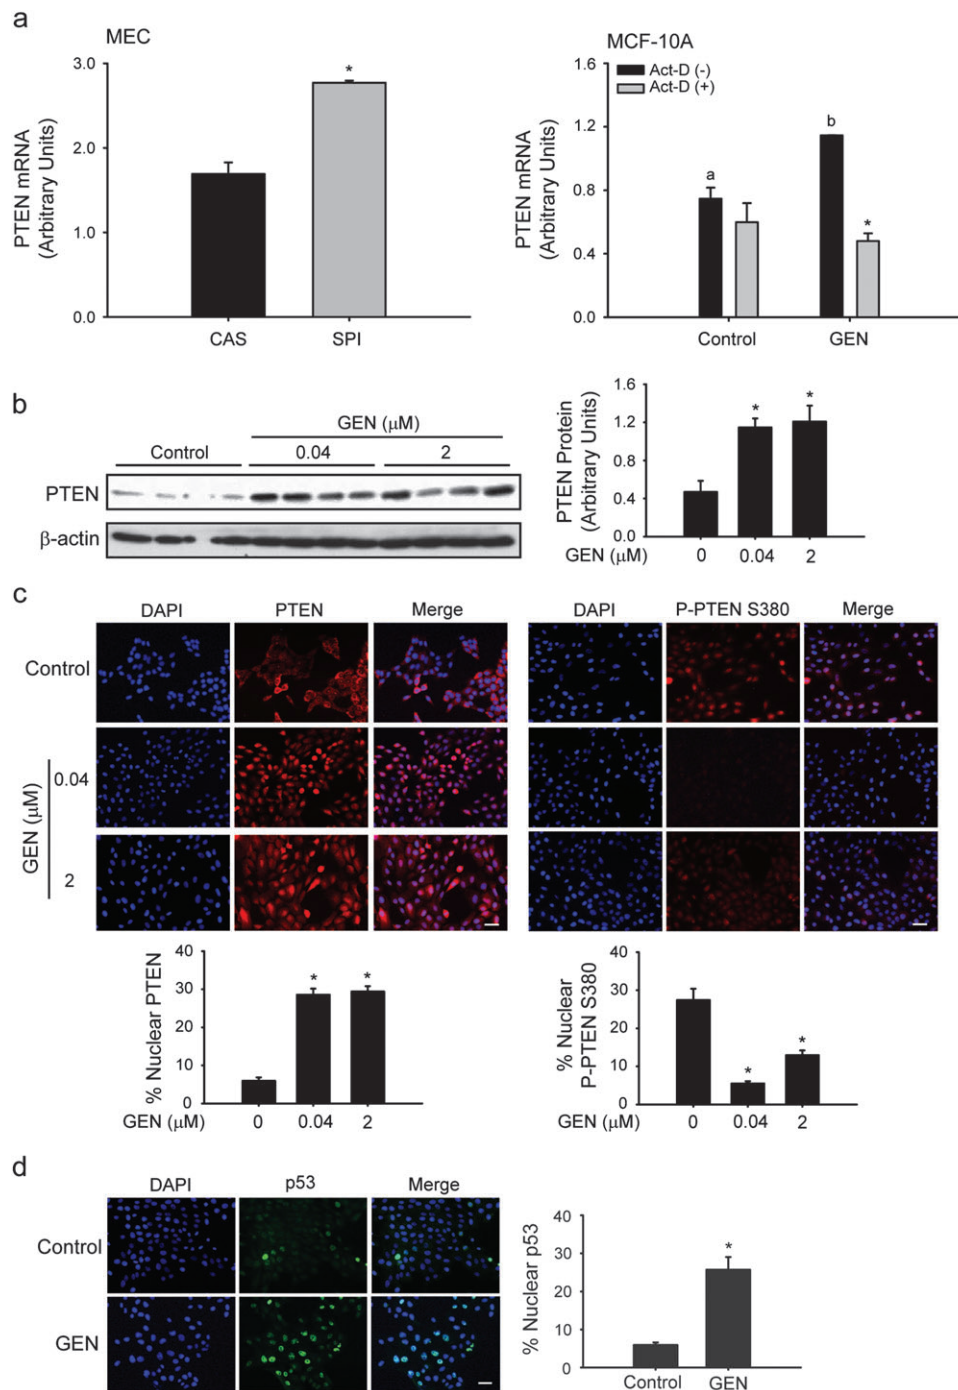 a
MEC
3.0
2.0
1.0
0.0
PTEN mRNA
(Arbitrary Units)
*
CAS SPI
MCF-10A
Act-D (-)
Act-D (+)
1.6
1.2
0.8
0.4
0.0
PTEN mRNA
(Arbitrary Units)
a
b
*
Control GEN
b
GEN (μM)
Control 0.04 2
PTEN
β-actin
1.6
1.2
0.8
0.4
0.0
PTEN Protein
(Arbitrary Units)
* *
GEN (μM) 0 0.04 2
c
DAPI PTEN Merge
DAPI P-PTEN S380 Merge
Control
GEN (μM)
0.04
2
40
30
20
10
0
% Nuclear PTEN
* *
GEN (μM) 0 0.04 2
40
30
20
10
0
% Nuclear
P-PTEN S380
* *
GEN (μM) 0 0.04 2
d
DAPI p53 Merge
Control
GEN
40
30
20
10
0
% Nuclear p53
*
Control GEN